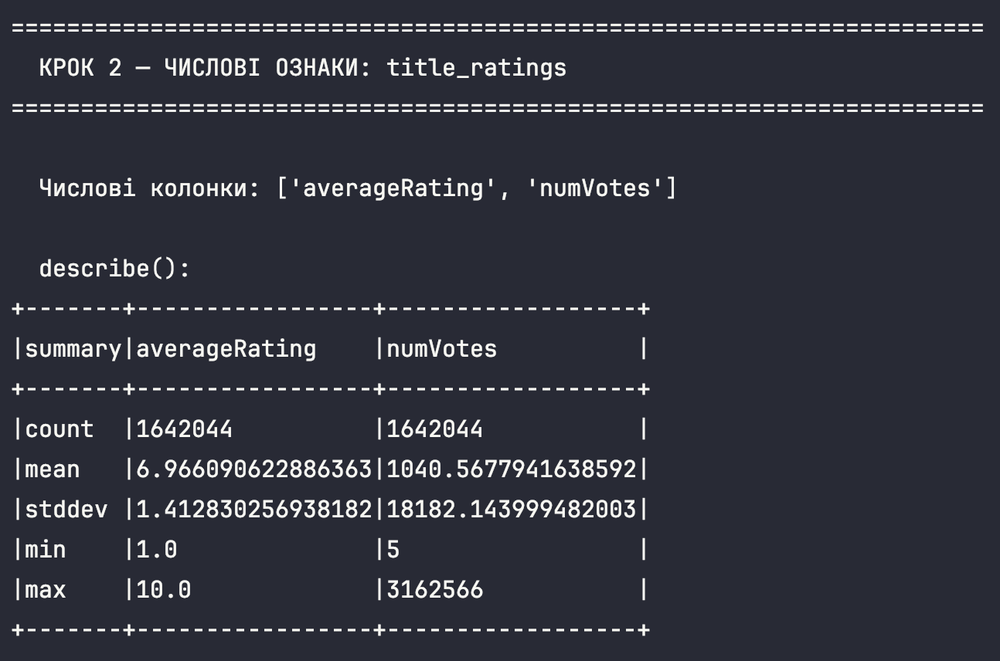 ======================================================================
  КРОК 2 — ЧИСЛОВІ ОЗНАКИ: title_ratings
======================================================================
  Числові колонки: ['averageRating', 'numVotes']
  describe():
+-------+-----------------+------------------+
|summary|averageRating    |numVotes          |
+-------+-----------------+------------------+
|count  |1642044          |1642044           |
|mean   |6.966090622886363|1040.5677941638592|
|stddev |1.412830256938182|18182.143999482003|
|min    |1.0              |5                 |
|max    |10.0             |3162566           |
+-------+-----------------+------------------+